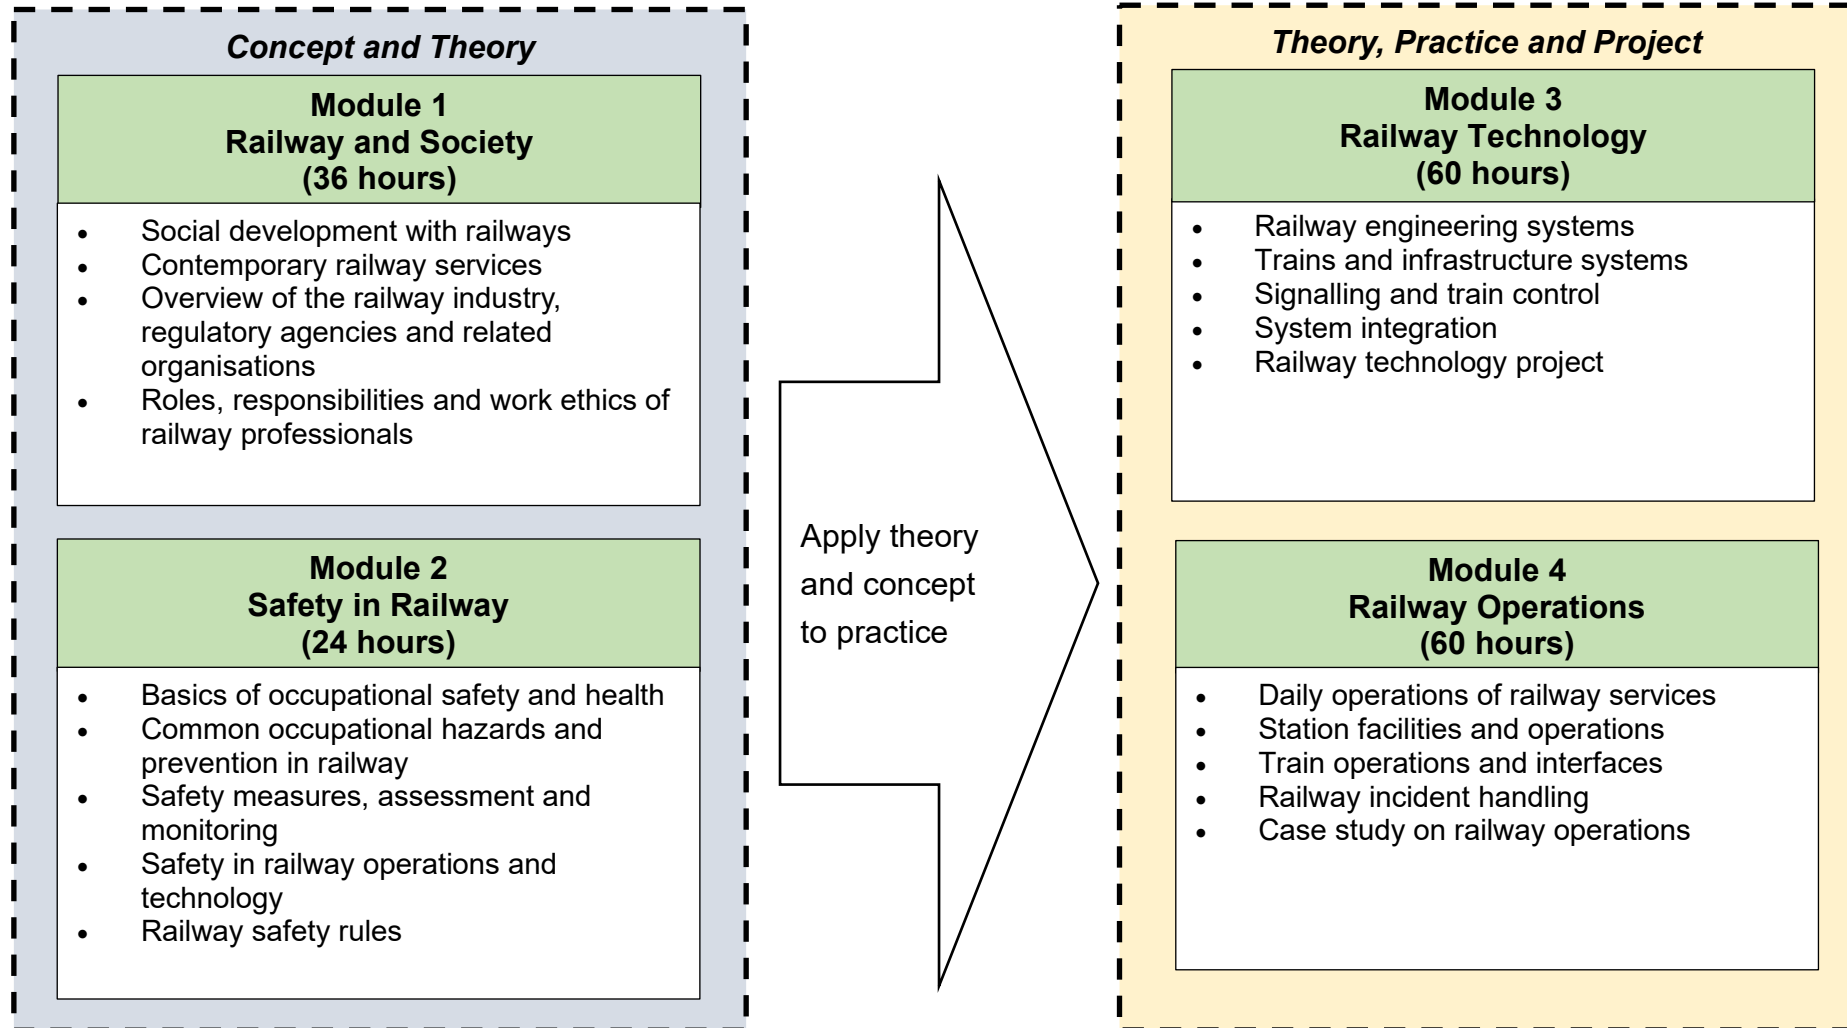 Concept and Theory
Module 1
Railway and Society
(36 hours)
• Social development with railways
• Contemporary railway services
• Overview of the railway industry,
regulatory agencies and related
organisations
• Roles, responsibilities and work ethics of
railway professionals
Module 2
Safety in Railway
(24 hours)
• Basics of occupational safety and health
• Common occupational hazards and
prevention in railway
• Safety measures, assessment and
monitoring
• Safety in railway operations and
technology
• Railway safety rules
Apply theory
and concept
to practice
Theory, Practice and Project
Module 3
Railway Technology
(60 hours)
• Railway engineering systems
• Trains and infrastructure systems
• Signalling and train control
• System integration
• Railway technology project
Module 4
Railway Operations
(60 hours)
• Daily operations of railway services
• Station facilities and operations
• Train operations and interfaces
• Railway incident handling
• Case study on railway operations